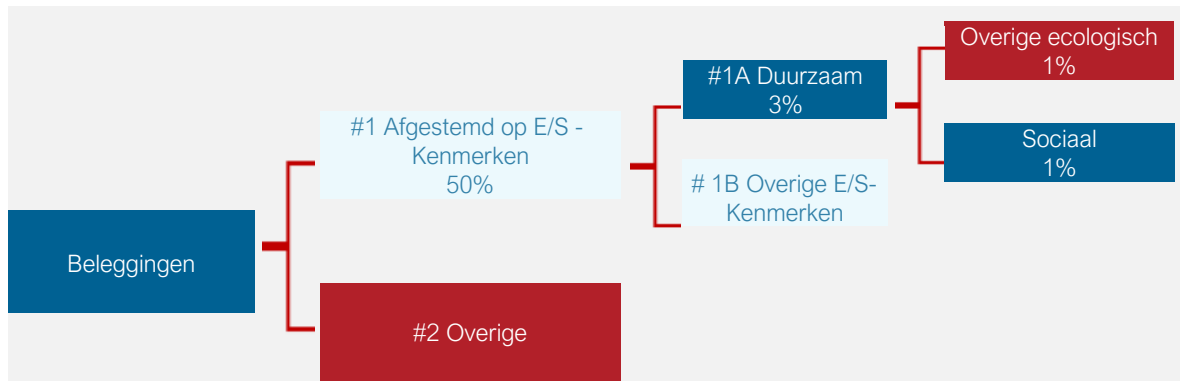 Beleggingen
#1 Afgestemd op E/S -
Kenmerken
50%
#2 Overige
#1A Duurzaam
3%
# 1B Overige E/S-
Kenmerken
Overige ecologisch
1%
Sociaal
1%